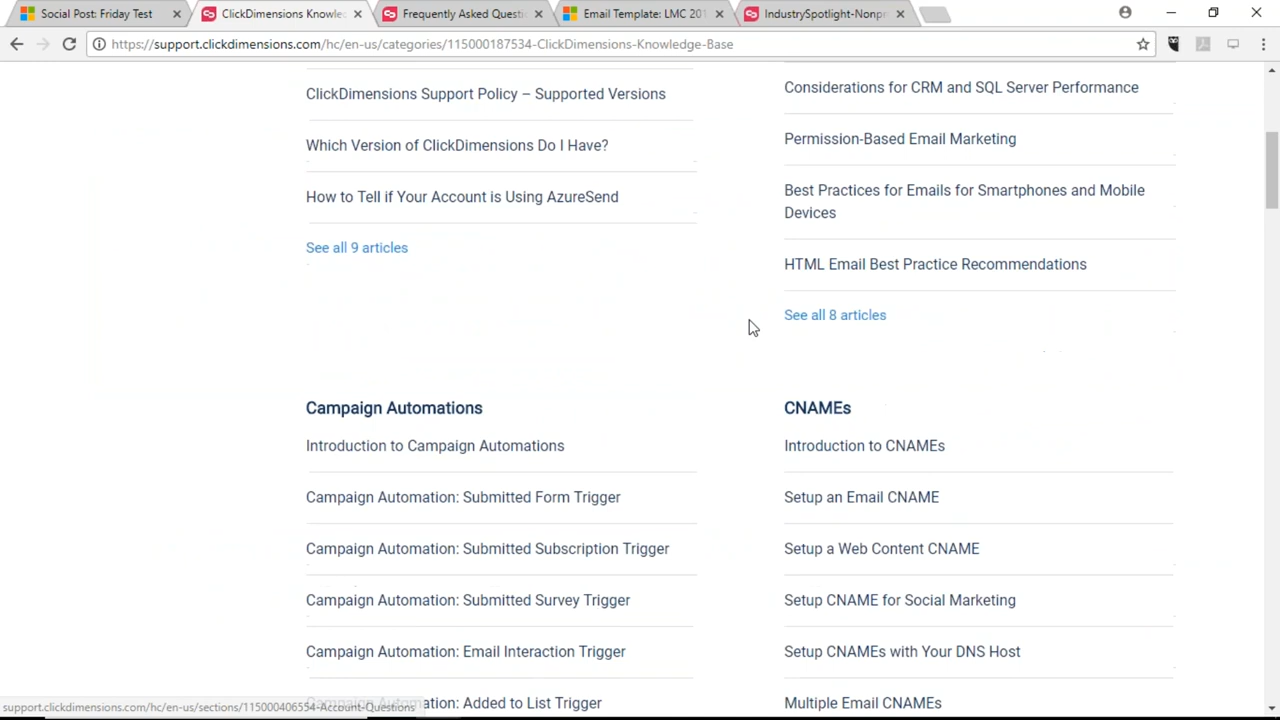 Social Post: Friday Test
ClickDimensions Knowle
Frequently Asked Questi
Email Template: LMC 201
IndustrySpotlight-Nonpr
https://support.clickdimensions.com/hc/en-us/categories/115000187534-ClickDimensions-Knowledge-Base
ClickDimensions Support Policy – Supported Versions
Which Version of ClickDimensions Do I Have?
How to Tell if Your Account is Using AzureSend
See all 9 articles
Considerations for CRM and SQL Server Performance
Permission-Based Email Marketing
Best Practices for Emails for Smartphones and Mobile
Devices
HTML Email Best Practice Recommendations
See all 8 articles
Campaign Automations
Introduction to Campaign Automations
Campaign Automation: Submitted Form Trigger
Campaign Automation: Submitted Subscription Trigger
Campaign Automation: Submitted Survey Trigger
Campaign Automation: Email Interaction Trigger
Campaign Automation: Added to List Trigger
CNAMEs
Introduction to CNAMEs
Setup an Email CNAME
Setup a Web Content CNAME
Setup CNAME for Social Marketing
Setup CNAMEs with Your DNS Host
Multiple Email CNAMEs
support.clickdimensions.com/hc/en-us/sections/115000406554-Account-Questions